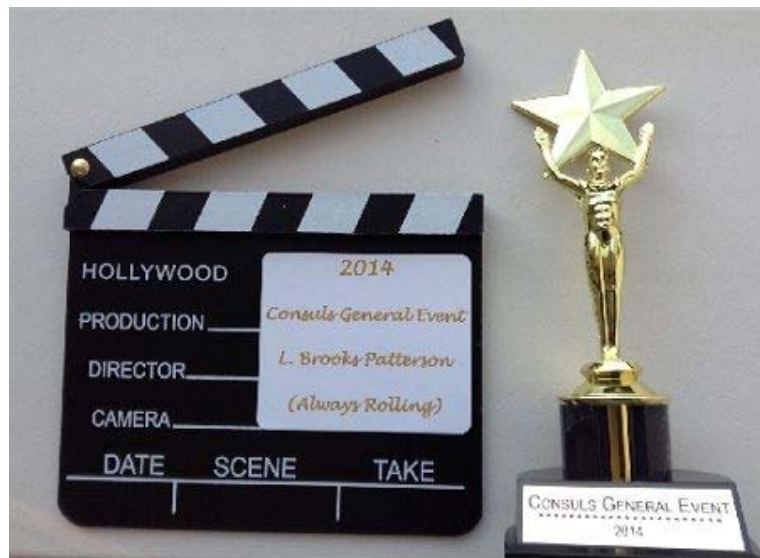 HOLLYWOOD
2014
PRODUCTION
Consuls General Event
DIRECTOR
L. Brooks Patterson
CAMERA
(Always Rolling)
DATE SCENE TAKE
CONSULS GENERAL EVENT
2014